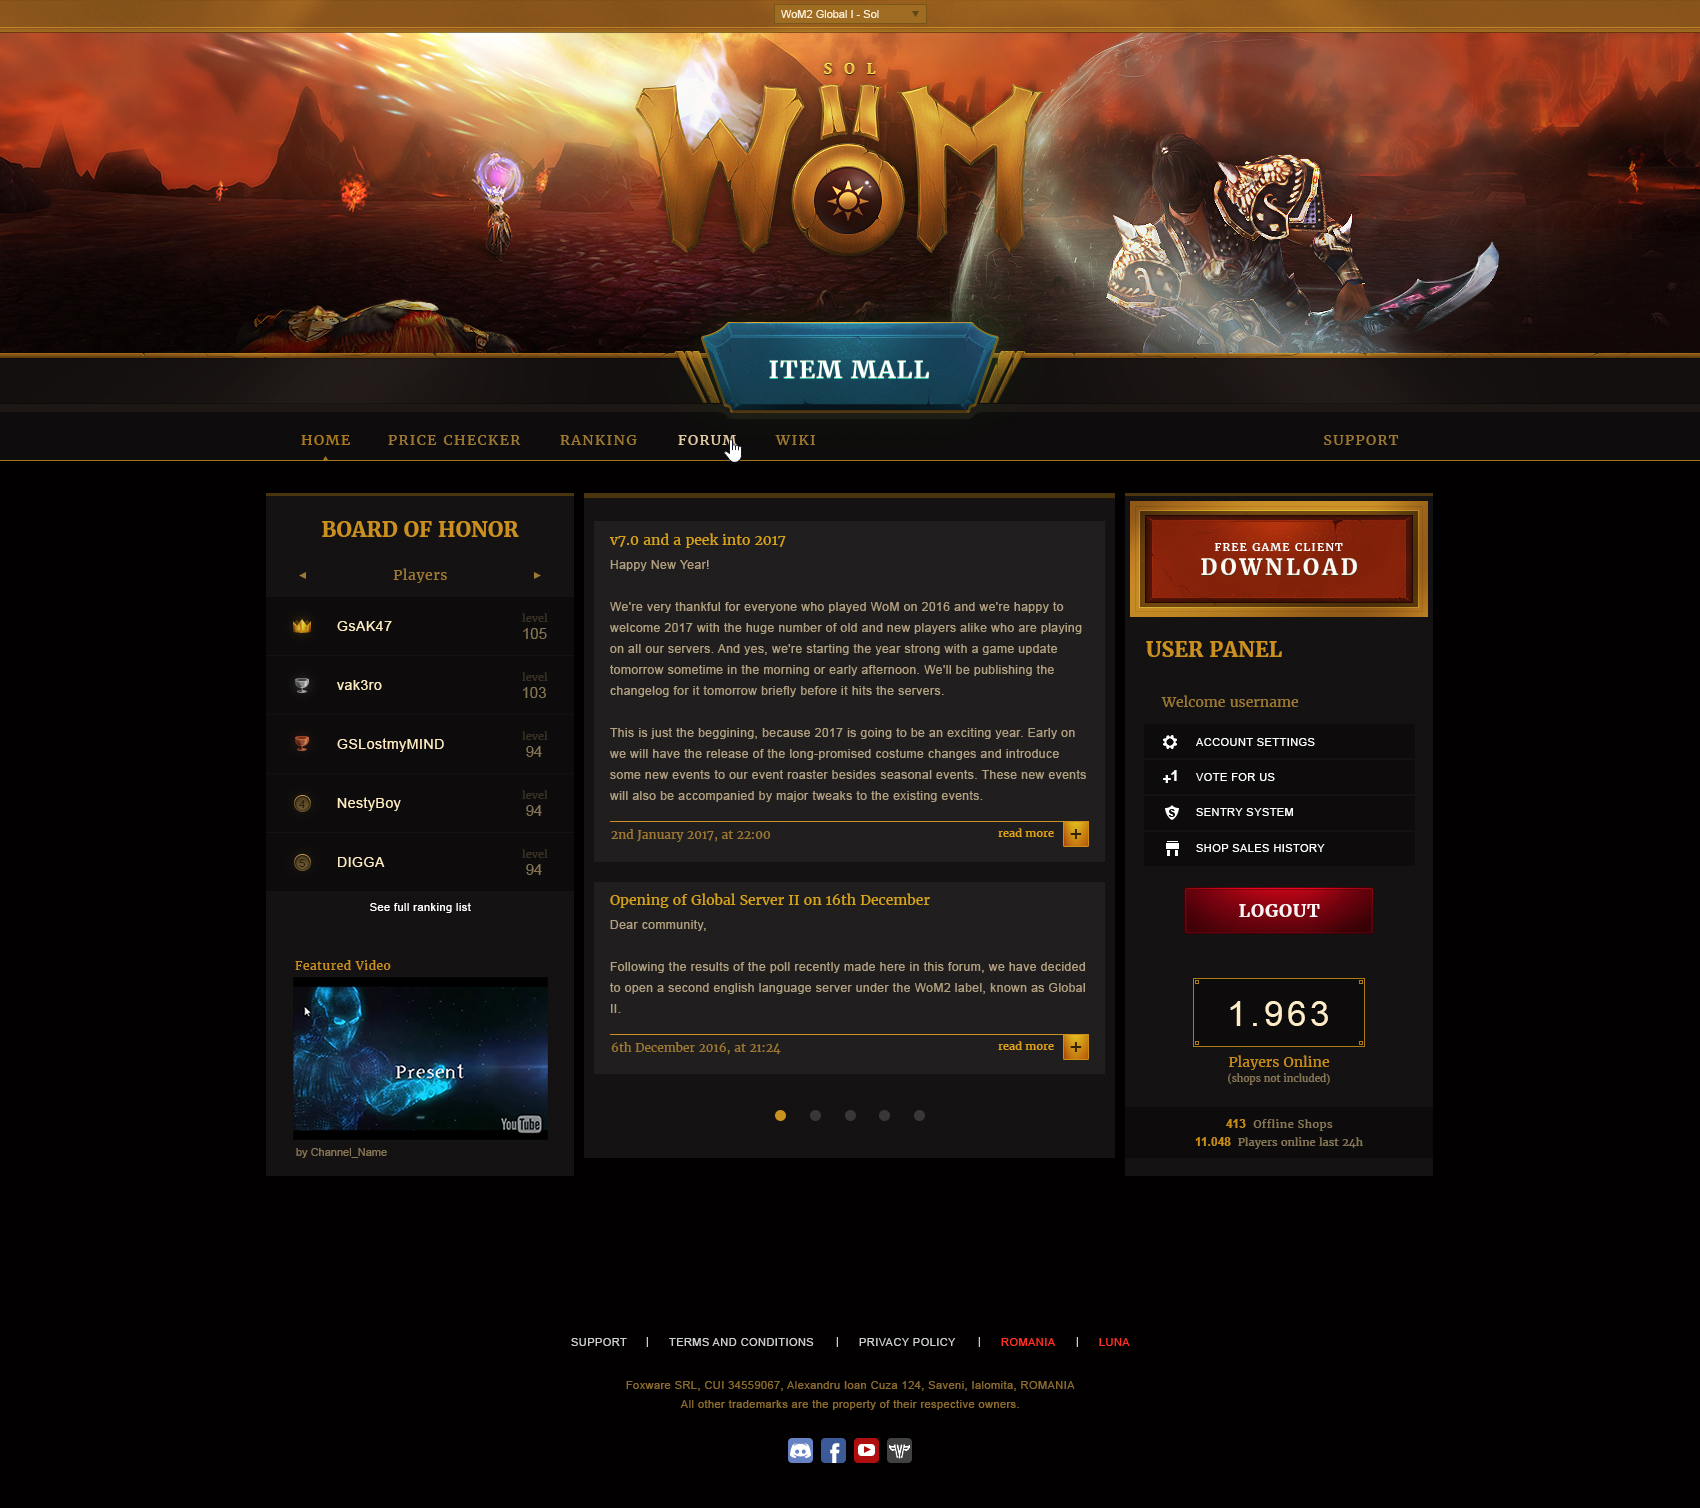 WoM2 Global I - Sol
SOL
WOM
ITEM MALL
HOME
PRICE CHECKER
RANKING
FORUM
WIKI
SUPPORT
BOARD OF HONOR
Players
GsAK47
level
105
vak3ro
level
103
GSLostmyMIND
level
94
4
NestyBoy
level
94
5
DIGGA
level
94
See full ranking list
Featured Video
Present
YouTube
by Channel_Name
v7.0 and a peek into 2017
Happy New Year!
We're very thankful for everyone who played WoM on 2016 and we're happy to
welcome 2017 with the huge number of old and new players alike who are playing
on all our servers. And yes, we're starting the year strong with a game update
tomorrow sometime in the morning or early afternoon. We'll be publishing the
changelog for it tomorrow briefly before it hits the servers.
This is just the beggining, because 2017 is going to be an exciting year. Early on
we will have the release of the long-promised costume changes and introduce
some new events to our event roaster besides seasonal events. These new events
will also be accompanied by major tweaks to the existing events.
2nd January 2017, at 22:00
read more +
Opening of Global Server II on 16th December
Dear community,
Following the results of the poll recently made here in this forum, we have decided
to open a second english language server under the WoM2 label, known as Global
II.
6th December 2016, at 21:24
read more +
FREE GAME CLIENT
DOWNLOAD
USER PANEL
Welcome username
ACCOUNT SETTINGS
+1 VOTE FOR US
SENTRY SYSTEM
SHOP SALES HISTORY
LOGOUT
1.963
Players Online
(shops not included)
413 Offline Shops
11.048 Players online last 24h
SUPPORT | TERMS AND CONDITIONS | PRIVACY POLICY | ROMANIA | LUNA
Foxware SRL, CUI 34559067, Alexandru Ioan Cuza 124, Saveni, Ialomita, ROMANIA
All other trademarks are the property of their respective owners.